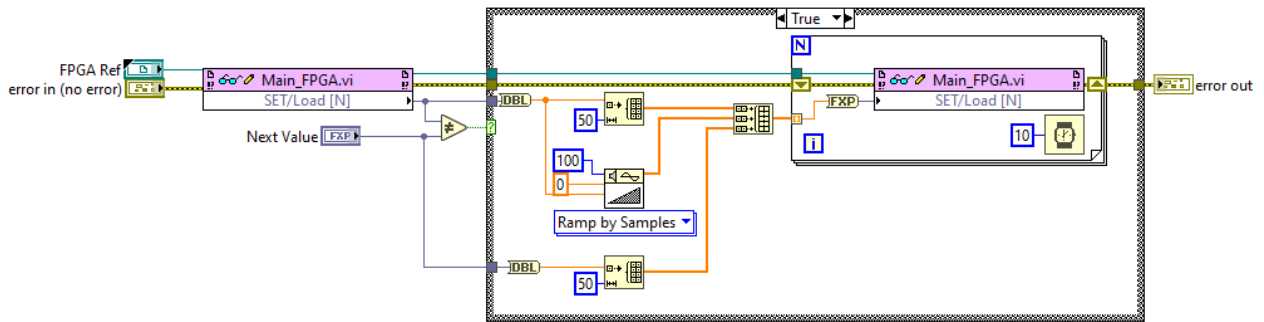 True
N
FPGA Ref
error in (no error)
Main_FPGA.vi
SET/Load [N]
Main_FPGA.vi
SET/Load [N]
error out
DBL
FXP
50
Next Value
FXP
10
i
100
0
Ramp by Samples
DBL
50